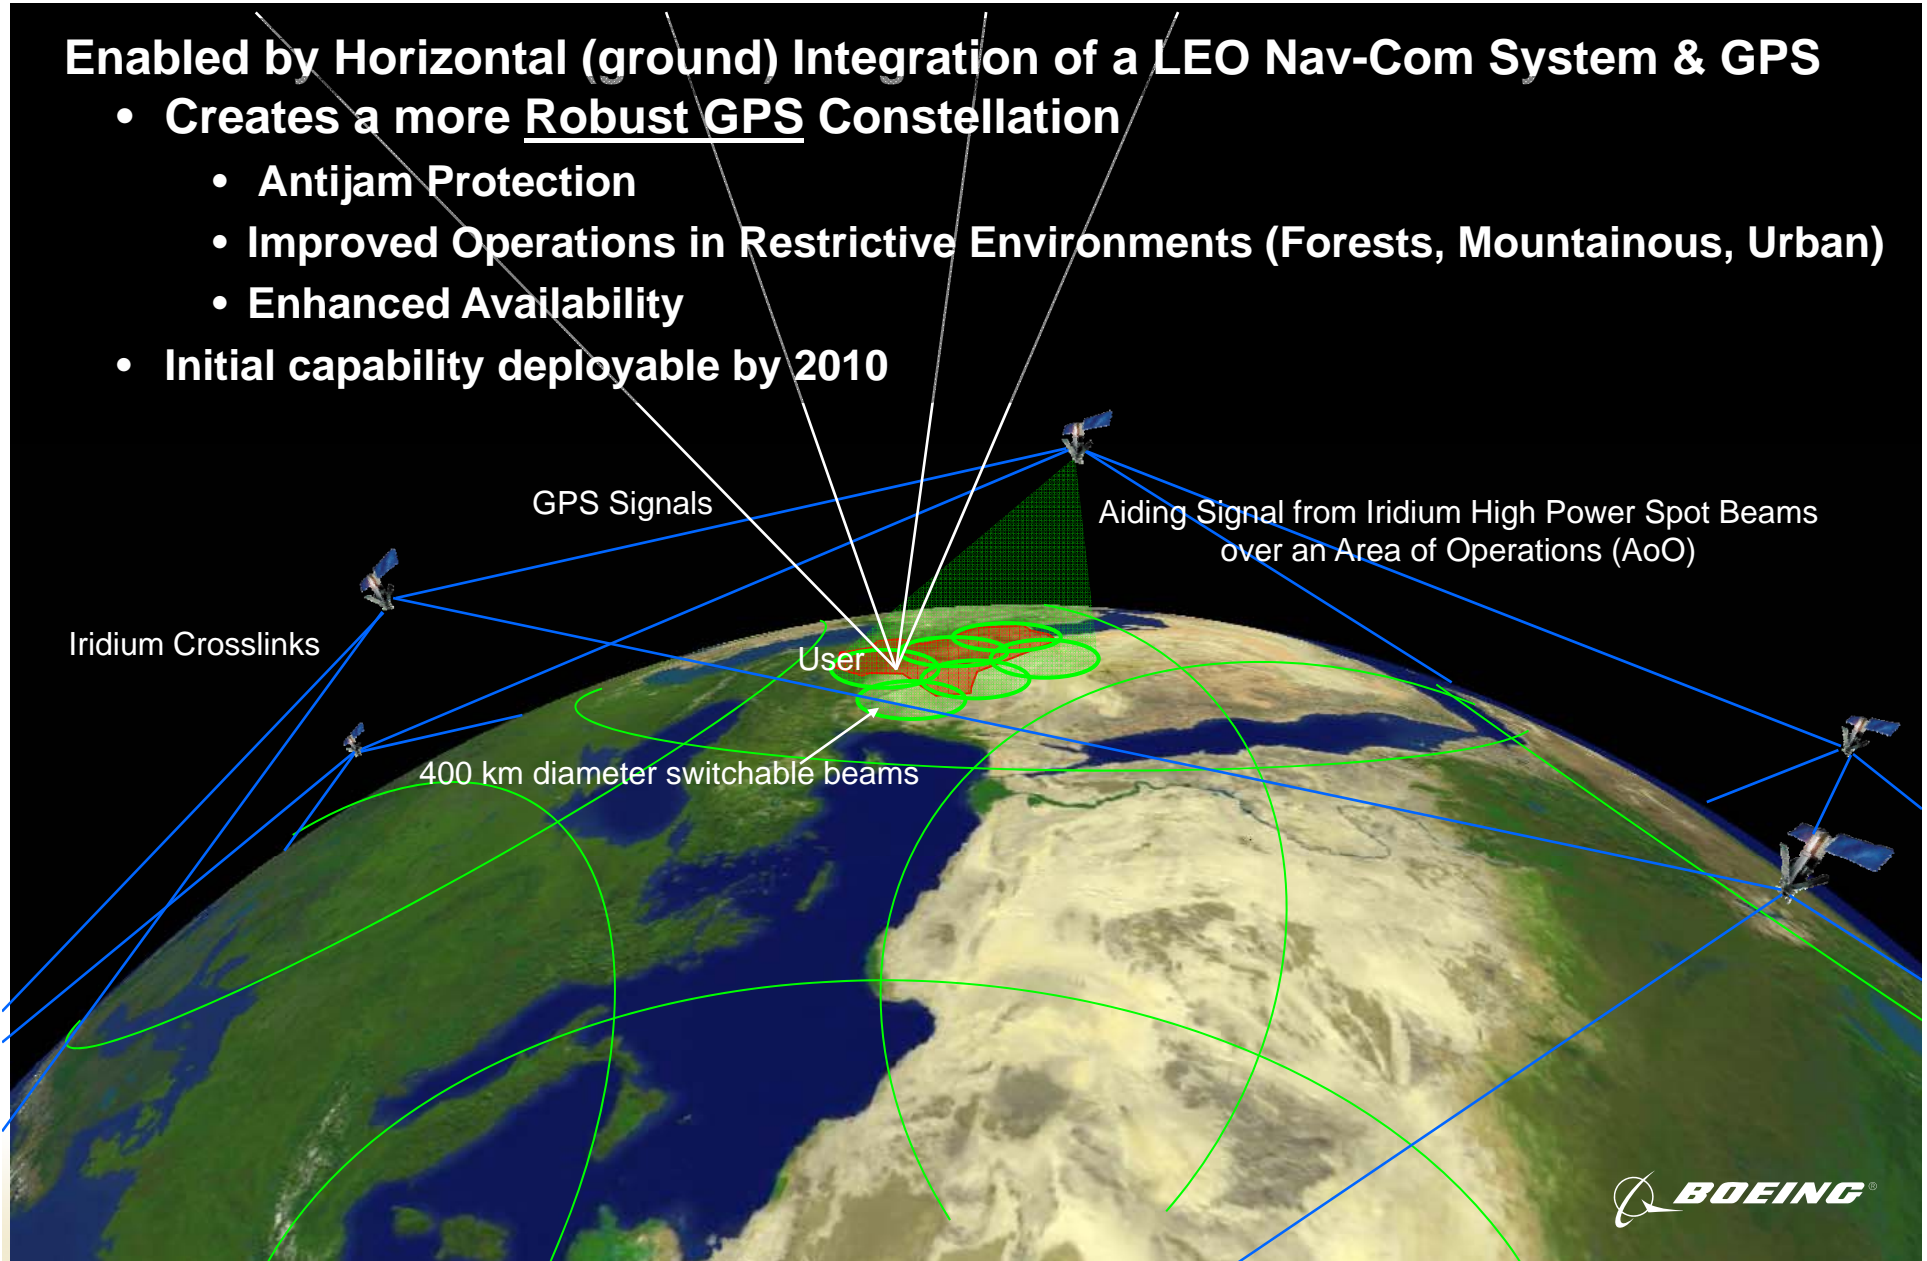 Enabled by Horizontal (ground) Integration of a LEO Nav-Com System & GPS
• Creates a more Robust GPS Constellation
• Antijam Protection
• Improved Operations in Restrictive Environments (Forests, Mountainous, Urban)
• Enhanced Availability
• Initial capability deployable by 2010
GPS Signals
Aiding Signal from Iridium High Power Spot Beams
over an Area of Operations (AoO)
Iridium Crosslinks
User
400 km diameter switchable beams
BOEING®